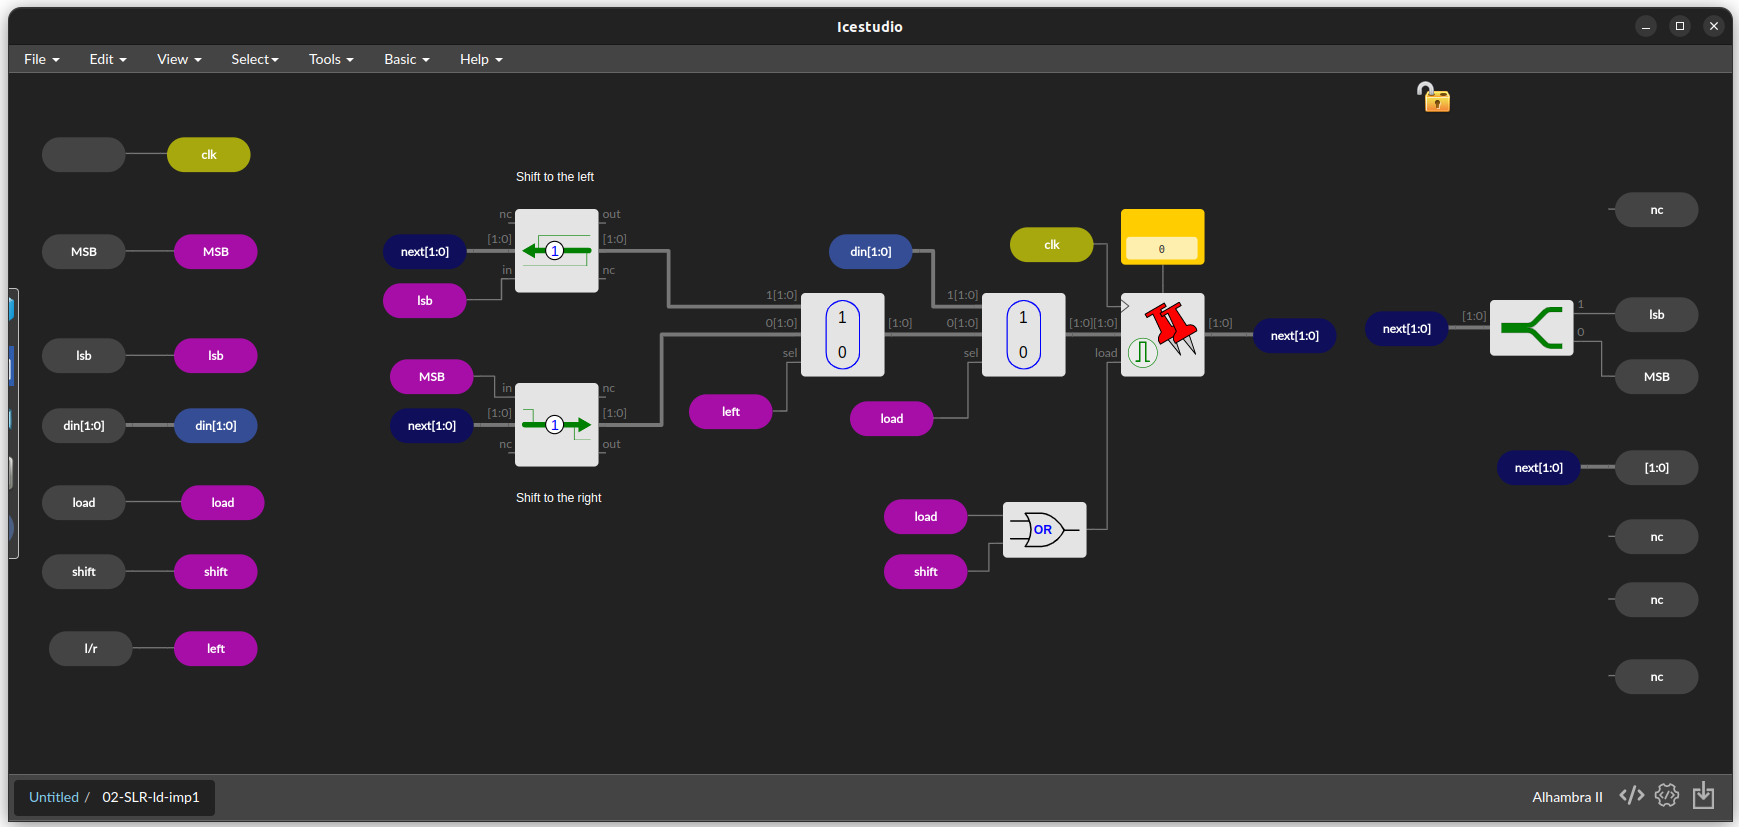 Icestudio
File Edit View Select Tools Basic Help
clk
MSB MSB
lsb lsb
din[1:0] din[1:0]
load load
shift shift
l/r left
Shift to the left
nc out
next[1:0] [1:0] 1 [1:0]
lsb in nc
MSB in nc
next[1:0] [1:0] 1 [1:0]
nc out
Shift to the right
1[1:0]
0[1:0] 1 0 [1:0]
sel
left
din[1:0]
1[1:0]
0[1:0] 1 0 [1:0]
sel
load
clk
0
[1:0] [1:0]
load
next[1:0]
load
shift
OR
nc
next[1:0] [1:0] 1 lsb
0 MSB
next[1:0] [1:0]
nc
nc
nc
Untitled / 02-SLR-ld-imp1
Alhambra II